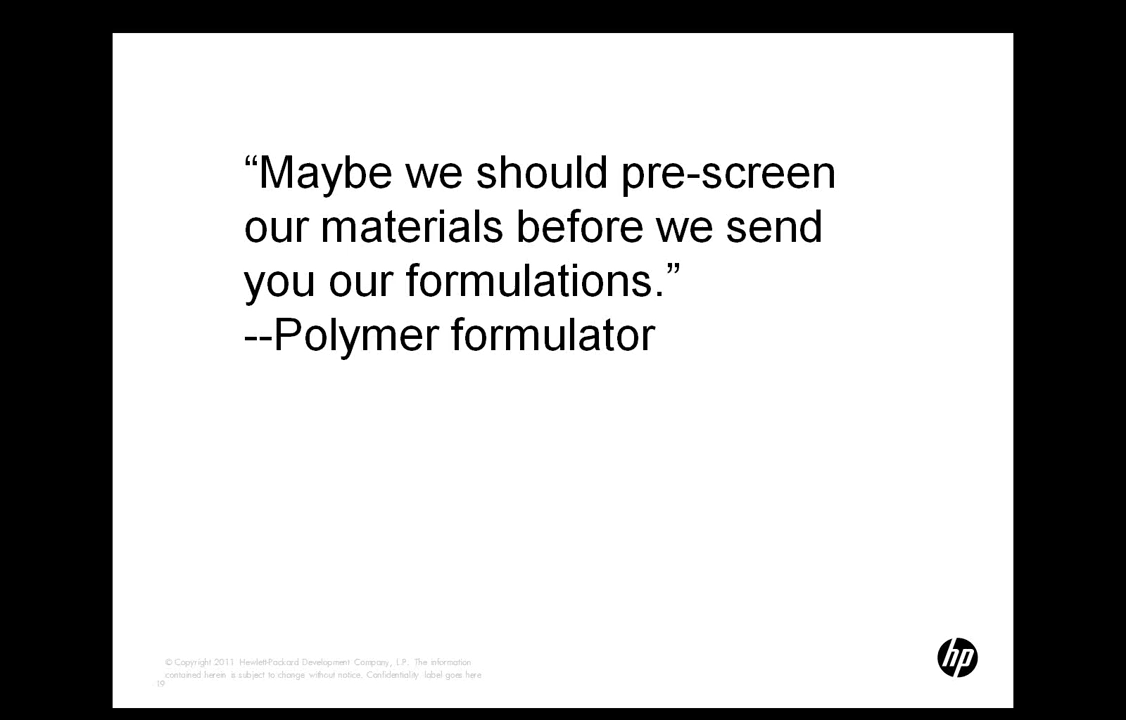 “Maybe we should pre-screen
our materials before we send
you our formulations.”
--Polymer formulator
© Copyright 2011 Hewlett-Packard Development Company, L.P. The information
contained herein is subject to change without notice. Confidentiality label goes here
19
hp